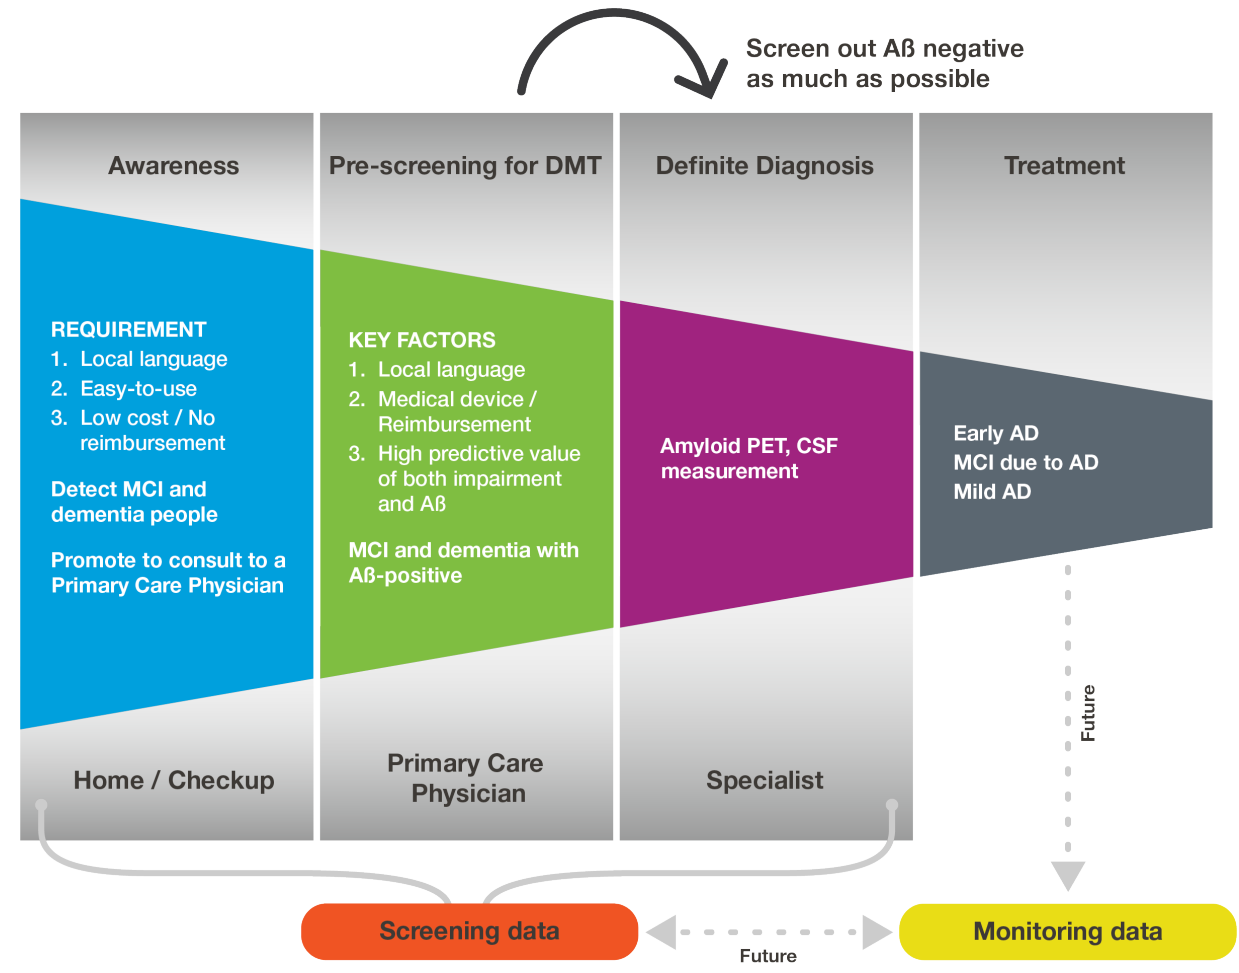 Screen out Aß negative
as much as possible
Awareness
Pre-screening for DMT
Definite Diagnosis
Treatment
REQUIREMENT
1. Local language
2. Easy-to-use
3. Low cost / No
reimbursement
Detect MCI and
dementia people
Promote to consult to a
Primary Care Physician
KEY FACTORS
1. Local language
2. Medical device /
Reimbursement
3. High predictive value
of both impairment
and Aß
MCI and dementia with
Aß-positive
Amyloid PET, CSF
measurement
Early AD
MCI due to AD
Mild AD
Home / Checkup
Primary Care
Physician
Specialist
Future
Screening data
Future
Monitoring data